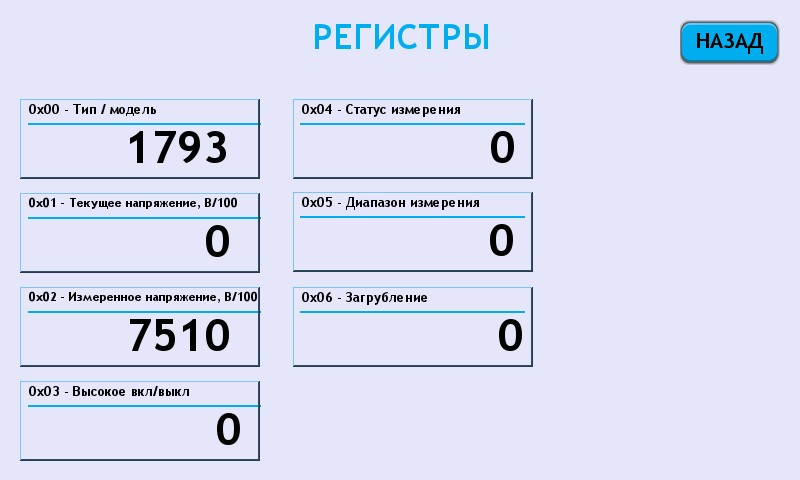 РЕГИСТРЫ
НАЗАД
0x00 - Тип / модель
1793
0x01 - Текущее напряжение, В/100
0
0x02 - Измеренное напряжение, В/100
7510
0x03 - Высокое вкл/выкл
0
0x04 - Статус измерения
0
0x05 - Диапазон измерения
0
0x06 - Загрубление
0